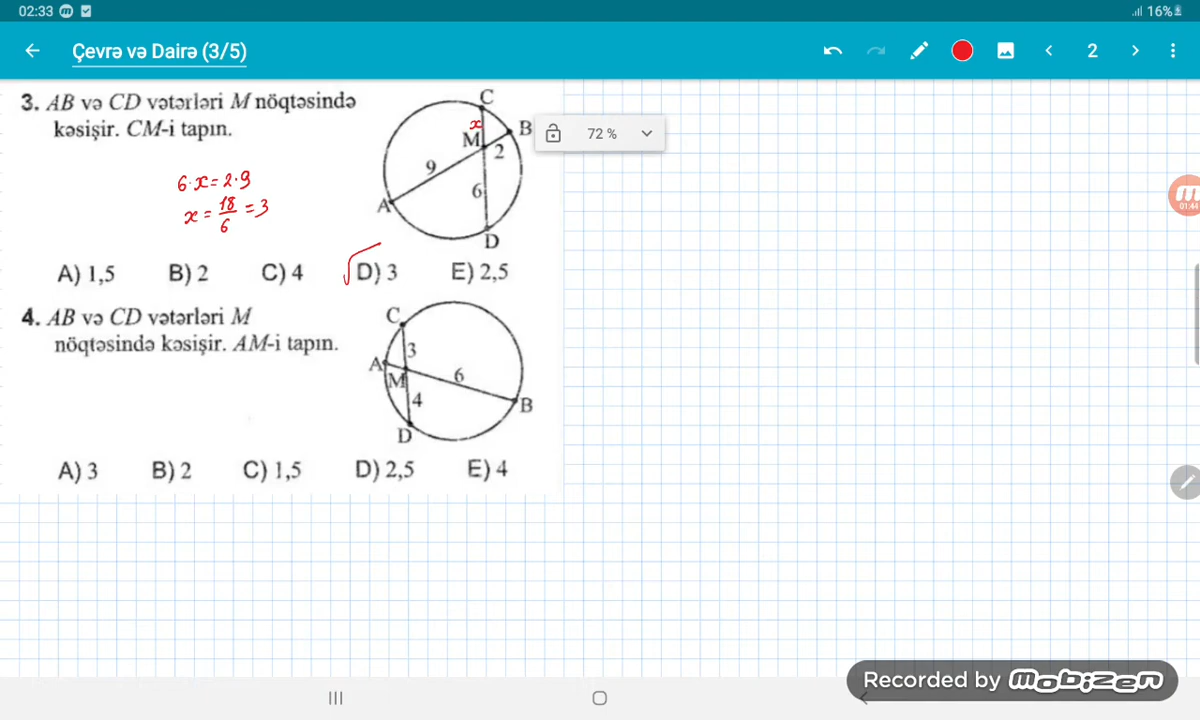 02:33
16%
Çevrə və Dairə (3/5)
2
3. AB və CD vətərləri M nöqtəsində
kəsişir. CM-i tapın.
6·x=2·9
x = 18/6 = 3
C
x
M
B
2
9
6
A
D
72 %
01:44
A) 1,5 B) 2 C) 4 √D) 3 E) 2,5
4. AB və CD vətərləri M
nöqtəsində kəsişir. AM-i tapın.
C
3
A
M
6
4
B
D
A) 3 B) 2 C) 1,5 D) 2,5 E) 4
Recorded by mobizen